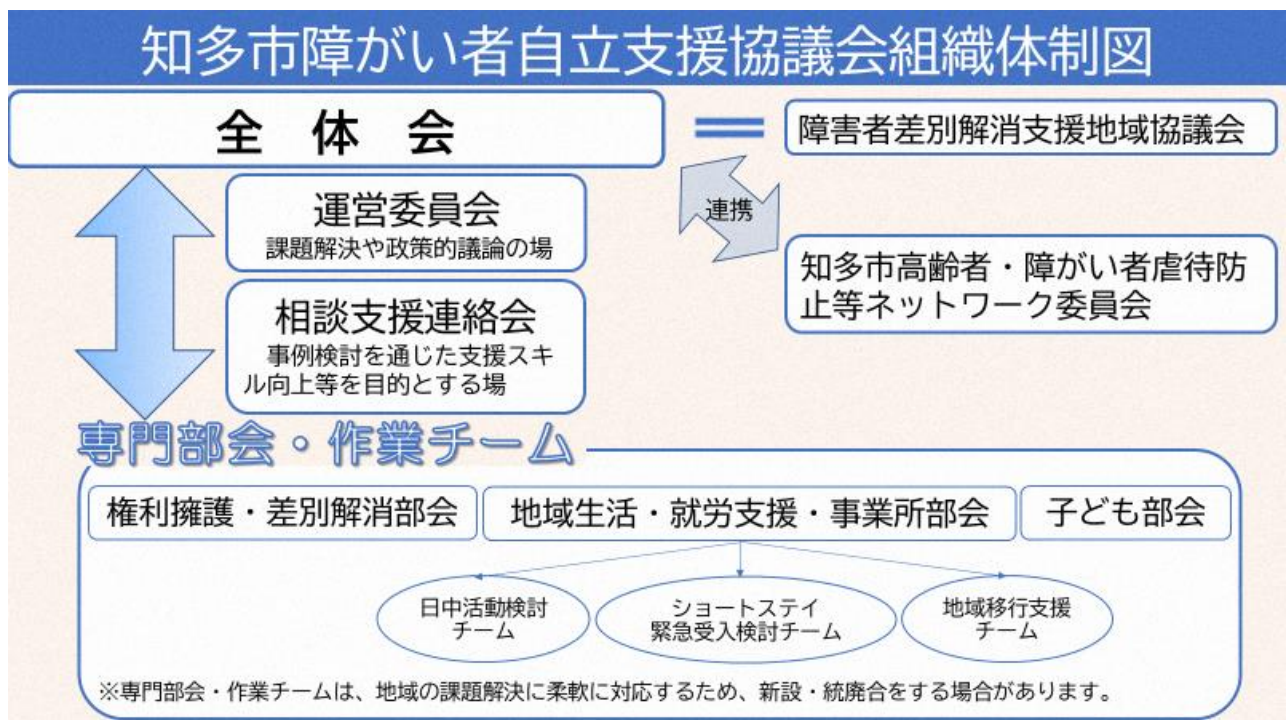 知多市障がい者自立支援協議会組織体制図
全　体　会
障害者差別解消支援地域協議会
運営委員会
課題解決や政策的議論の場
連携
知多市高齢者・障がい者虐待防
止等ネットワーク委員会
相談支援連絡会
事例検討を通じた支援スキ
ル向上等を目的とする場
専門部会・作業チーム
権利擁護・差別解消部会
地域生活・就労支援・事業所部会
子ども部会
日中活動検討
チーム
ショートステイ
緊急受入検討チーム
地域移行支援
チーム
※専門部会・作業チームは、地域の課題解決に柔軟に対応するため、新設・統廃合をする場合があります。